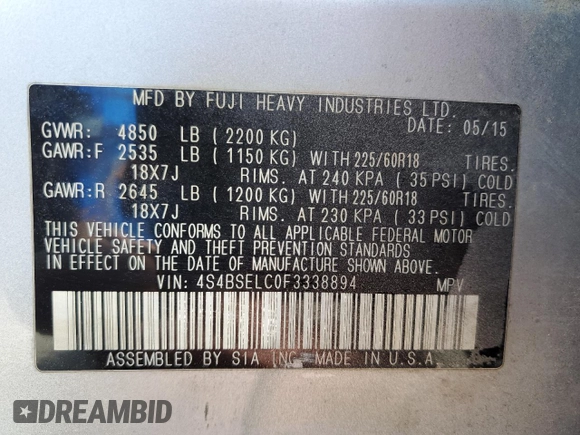 MFD BY FUJI HEAVY INDUSTRIES LTD.
DATE: 05/15
GVWR: 4850 LB ( 2200 KG)
GAWR:F 2535 LB ( 1150 KG) WITH 225/60R18 TIRES.
18X7J RIMS. AT 240 KPA ( 35 PSI) COLD
GAWR:R 2645 LB ( 1200 KG) WITH 225/60R18 TIRES.
18X7J RIMS. AT 230 KPA ( 33 PSI) COLD
THIS VEHICLE CONFORMS TO ALL APPLICABLE FEDERAL MOTOR
VEHICLE SAFETY AND THEFT PREVENTION STANDARDS
IN EFFECT ON THE DATE OF MANUFACTURE SHOWN ABOVE.
VIN: 4S4BSELC0F3338894 MPV
ASSEMBLED BY SIA INC. MADE IN U.S.A.
DREAMBID